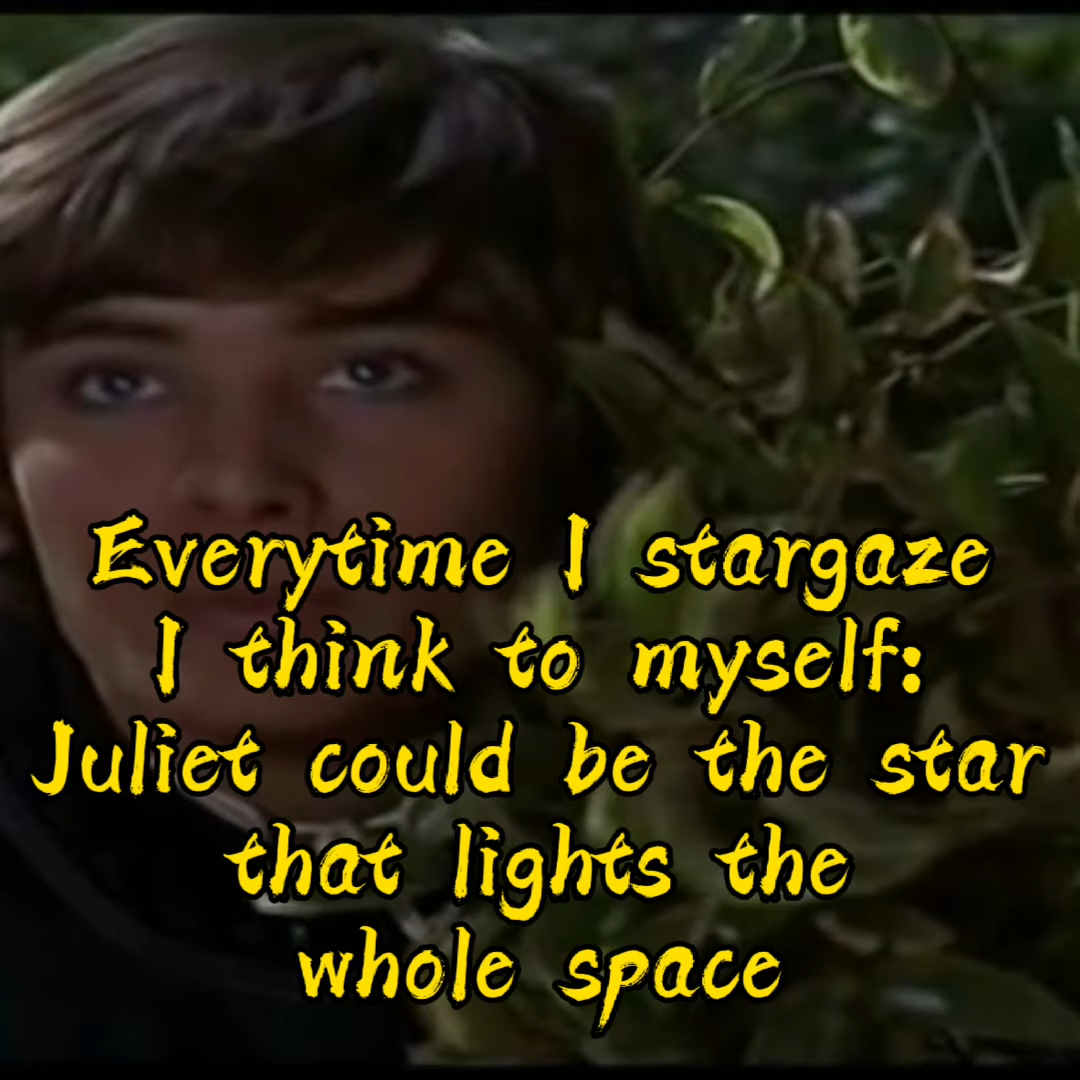 Everytime I stargaze
I think to myself:
Juliet could be the star
that lights the
whole space